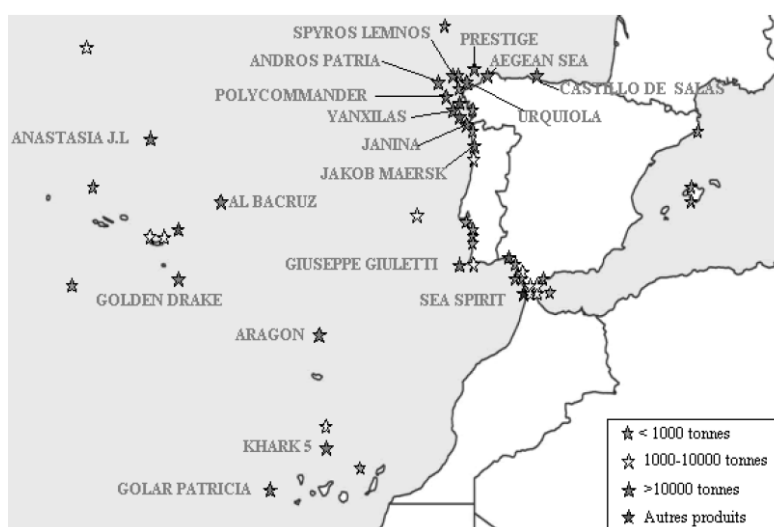 SPYROS LEMNOS
PRESTIGE
ANDROS PATRIA
AEGEAN SEA
CASTILLO DE SALAS
POLYCOMMANDER
URQUIOLA
YANXILAS
ANASTASIA J.L
JANINA
JAKOB MAERSK
AL BACRUZ
GIUSEPPE GIULETTI
GOLDEN DRAKE
SEA SPIRIT
ARAGON
KHARK 5
GOLAR PATRICIA
< 1000 tonnes
1000-10000 tonnes
>10000 tonnes
Autres produits